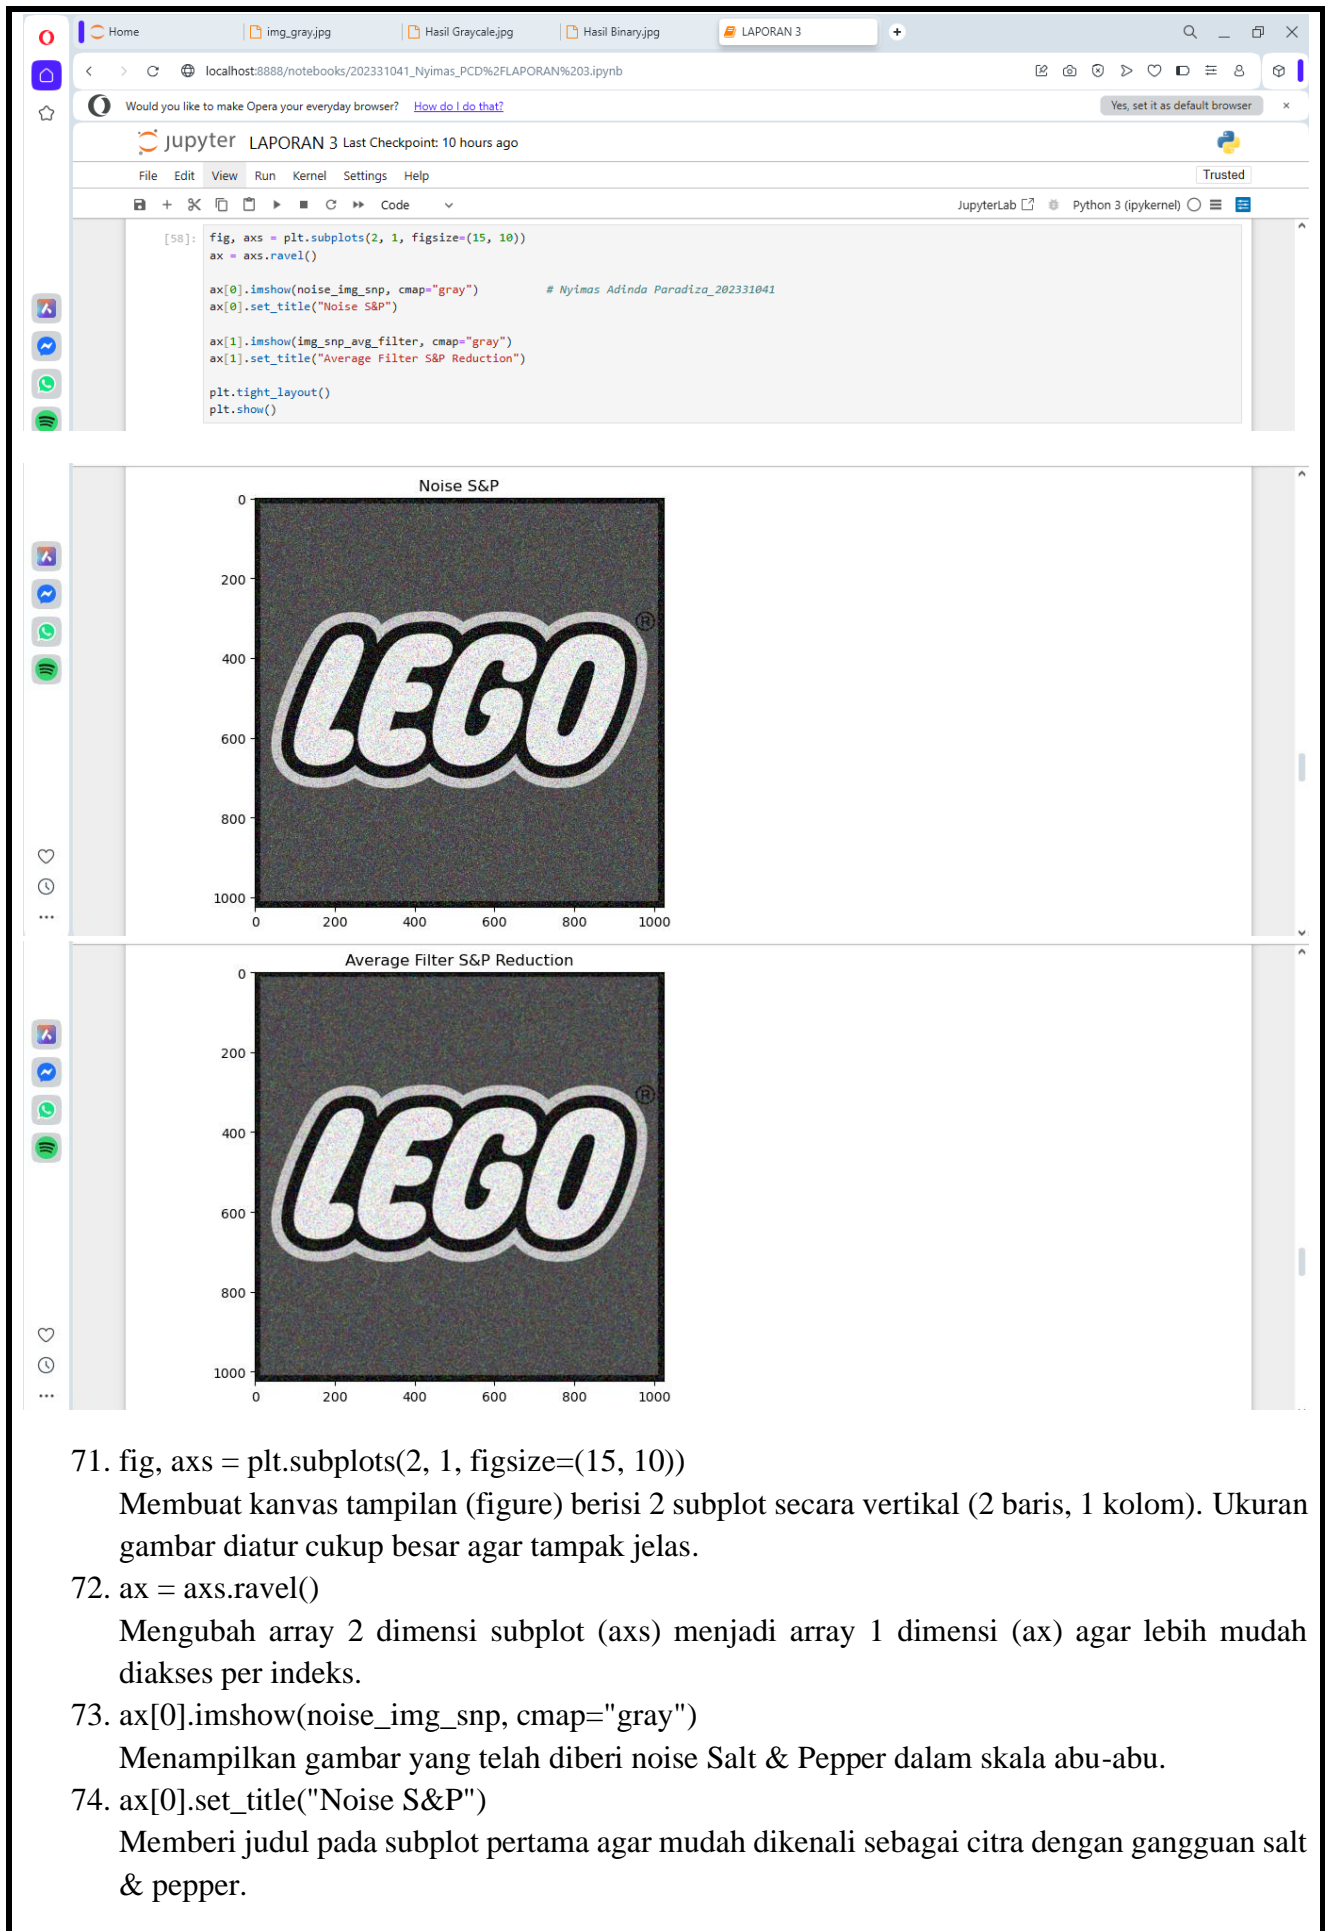 Home
img_gray.jpg
Hasil Graycale.jpg
Hasil Binary.jpg
LAPORAN 3
localhost:8888/notebooks/202331041_Nyimas_PCD%2FLAPORAN%203.ipynb
Would you like to make Opera your everyday browser? How do I do that?
Yes, set it as default browser
jupyter LAPORAN 3 Last Checkpoint: 10 hours ago
File Edit View Run Kernel Settings Help
Trusted
Code
JupyterLab
Python 3 (ipykernel)
[58]: fig, axs = plt.subplots(2, 1, figsize=(15, 10))
ax = axs.ravel()
ax[0].imshow(noise_img_snp, cmap="gray") # Nyimas Adinda Paradiza_202331041
ax[0].set_title("Noise S&P")
ax[1].imshow(img_snp_avg_filter, cmap="gray")
ax[1].set_title("Average Filter S&P Reduction")
plt.tight_layout()
plt.show()
Noise S&P
0
200
400
600
800
1000
LEGO
®
0 200 400 600 800 1000
Average Filter S&P Reduction
0
200
400
600
800
1000
LEGO
®
0 200 400 600 800 1000
71. fig, axs = plt.subplots(2, 1, figsize=(15, 10))
Membuat kanvas tampilan (figure) berisi 2 subplot secara vertikal (2 baris, 1 kolom). Ukuran
gambar diatur cukup besar agar tampak jelas.
72. ax = axs.ravel()
Mengubah array 2 dimensi subplot (axs) menjadi array 1 dimensi (ax) agar lebih mudah
diakses per indeks.
73. ax[0].imshow(noise_img_snp, cmap="gray")
Menampilkan gambar yang telah diberi noise Salt & Pepper dalam skala abu-abu.
74. ax[0].set_title("Noise S&P")
Memberi judul pada subplot pertama agar mudah dikenali sebagai citra dengan gangguan salt
& pepper.